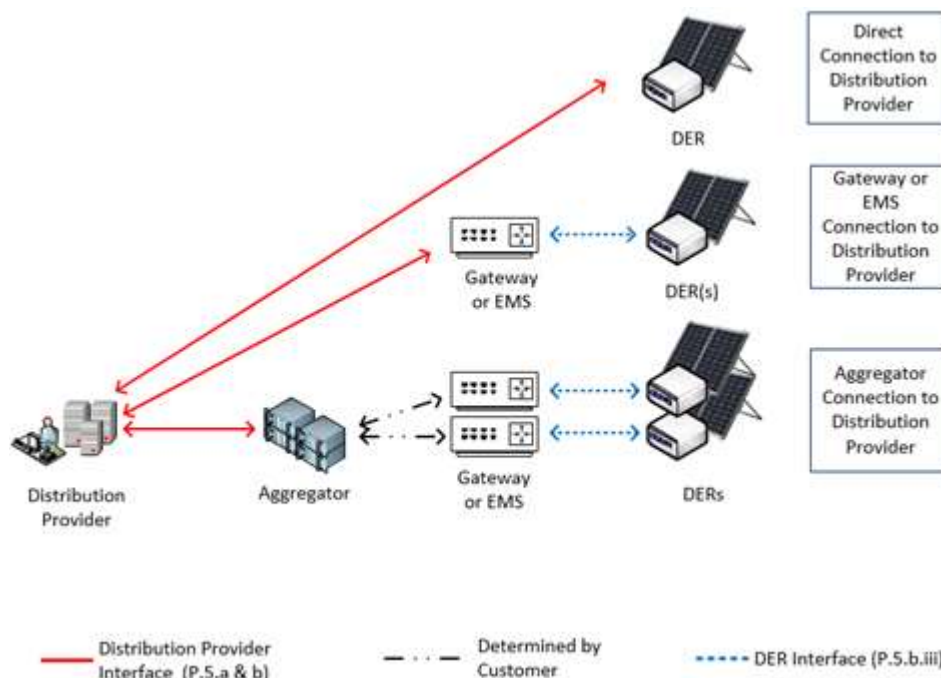 Direct
Connection to
Distribution
Provider
DER
Gateway or
EMS
Connection to
Distribution
Provider
Gateway
or EMS
DER(s)
Aggregator
Connection to
Distribution
Provider
Distribution
Provider
Aggregator
Gateway
or EMS
DERs
Distribution Provider
Interface (P.5.a & b)
Determined by
Customer
DER Interface (P.5.b.iii)